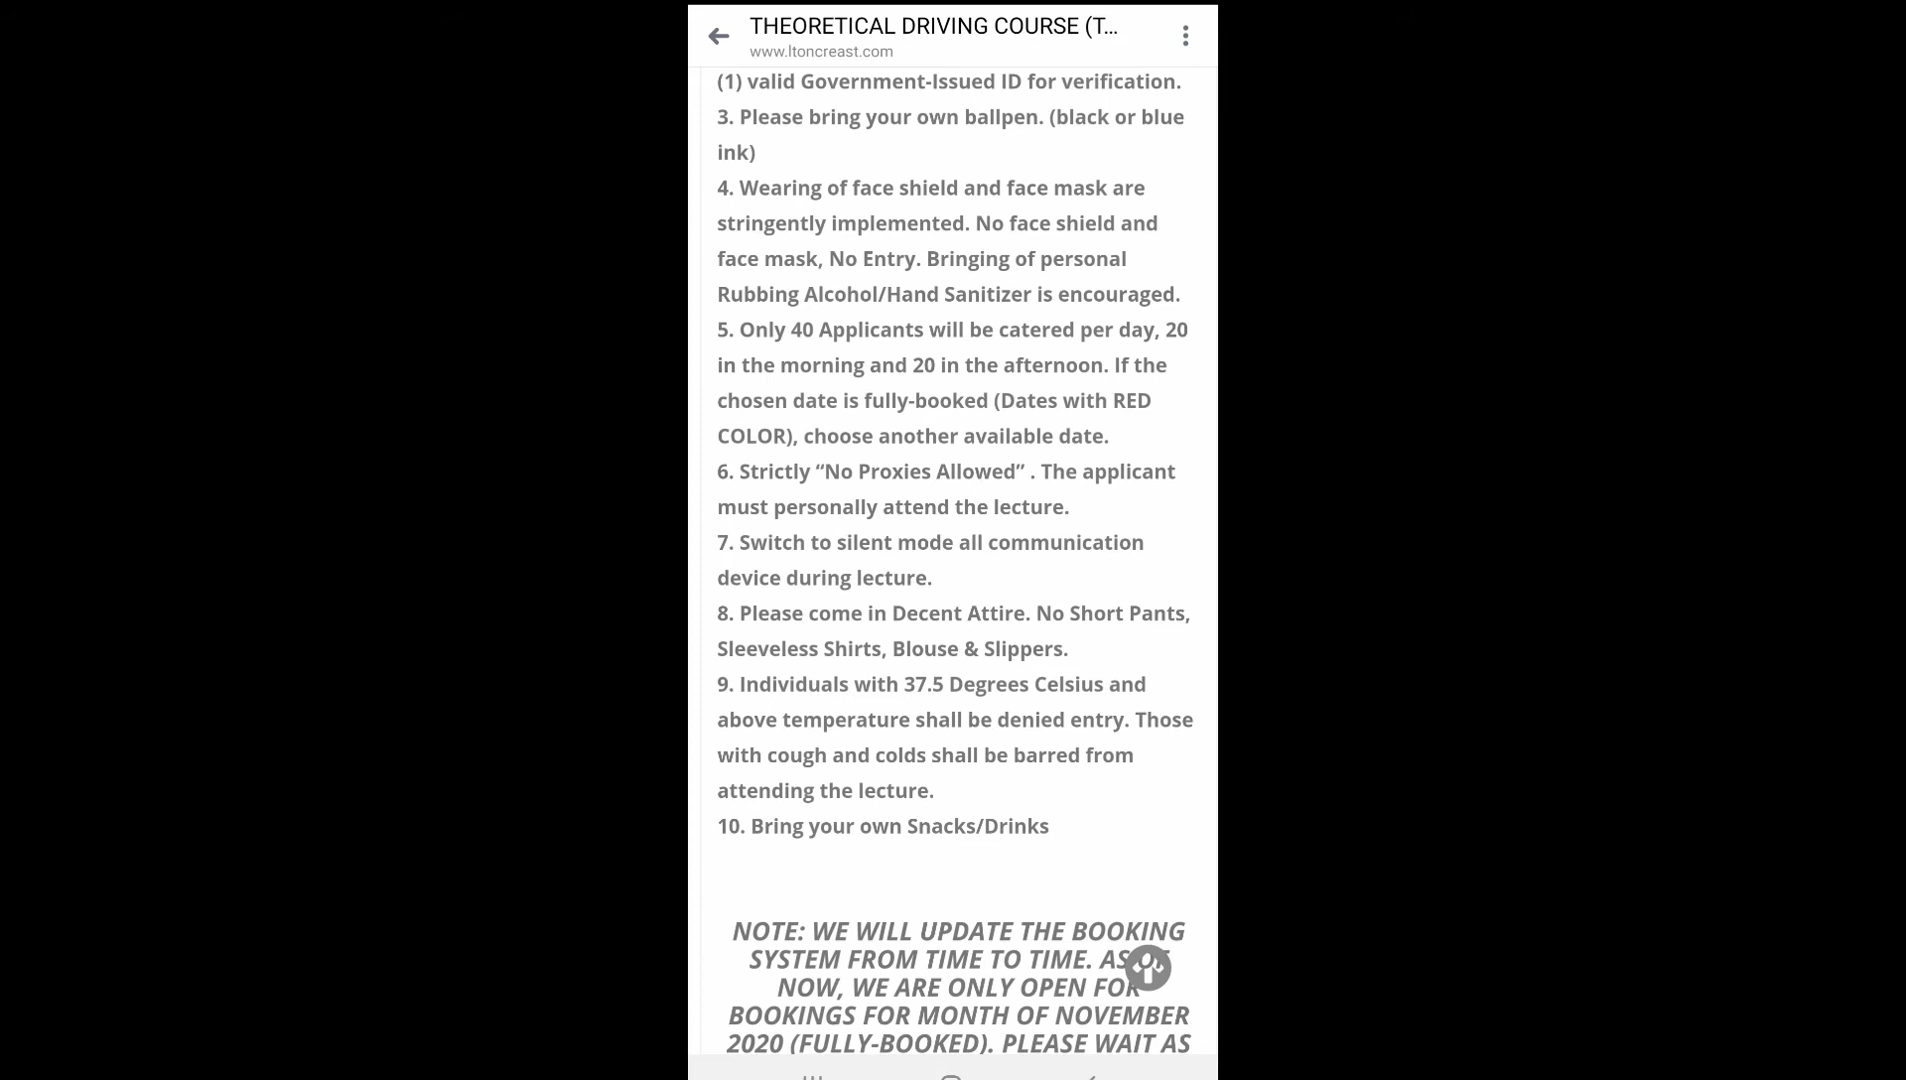 THEORETICAL DRIVING COURSE (T...
www.ltoncreast.com
(1) valid Government-Issued ID for verification.
3. Please bring your own ballpen. (black or blue
ink)
4. Wearing of face shield and face mask are
stringently implemented. No face shield and
face mask, No Entry. Bringing of personal
Rubbing Alcohol/Hand Sanitizer is encouraged.
5. Only 40 Applicants will be catered per day, 20
in the morning and 20 in the afternoon. If the
chosen date is fully-booked (Dates with RED
COLOR), choose another available date.
6. Strictly “No Proxies Allowed” . The applicant
must personally attend the lecture.
7. Switch to silent mode all communication
device during lecture.
8. Please come in Decent Attire. No Short Pants,
Sleeveless Shirts, Blouse & Slippers.
9. Individuals with 37.5 Degrees Celsius and
above temperature shall be denied entry. Those
with cough and colds shall be barred from
attending the lecture.
10. Bring your own Snacks/Drinks
NOTE: WE WILL UPDATE THE BOOKING
SYSTEM FROM TIME TO TIME. AS OF
NOW, WE ARE ONLY OPEN FOR
BOOKINGS FOR MONTH OF NOVEMBER
2020 (FULLY-BOOKED). PLEASE WAIT AS